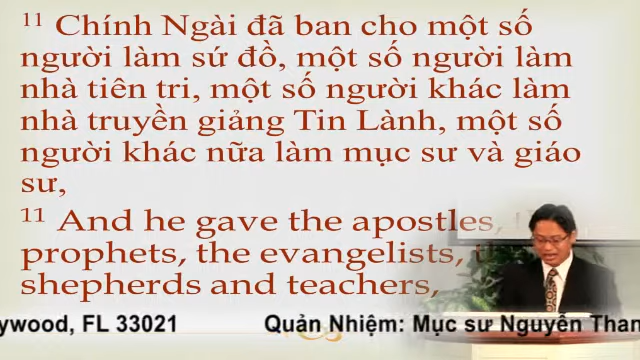 11 Chính Ngài đã ban cho một số
người làm sứ đồ, một số người làm
nhà tiên tri, một số người khác làm
nhà truyền giảng Tin Lành, một số
người khác nữa làm mục sư và giáo
sư,
11 And he gave the apostles,
prophets, the evangelists,
shepherds and teachers,
ywood, FL 33021 Quản Nhiệm: Mục sư Nguyễn Than